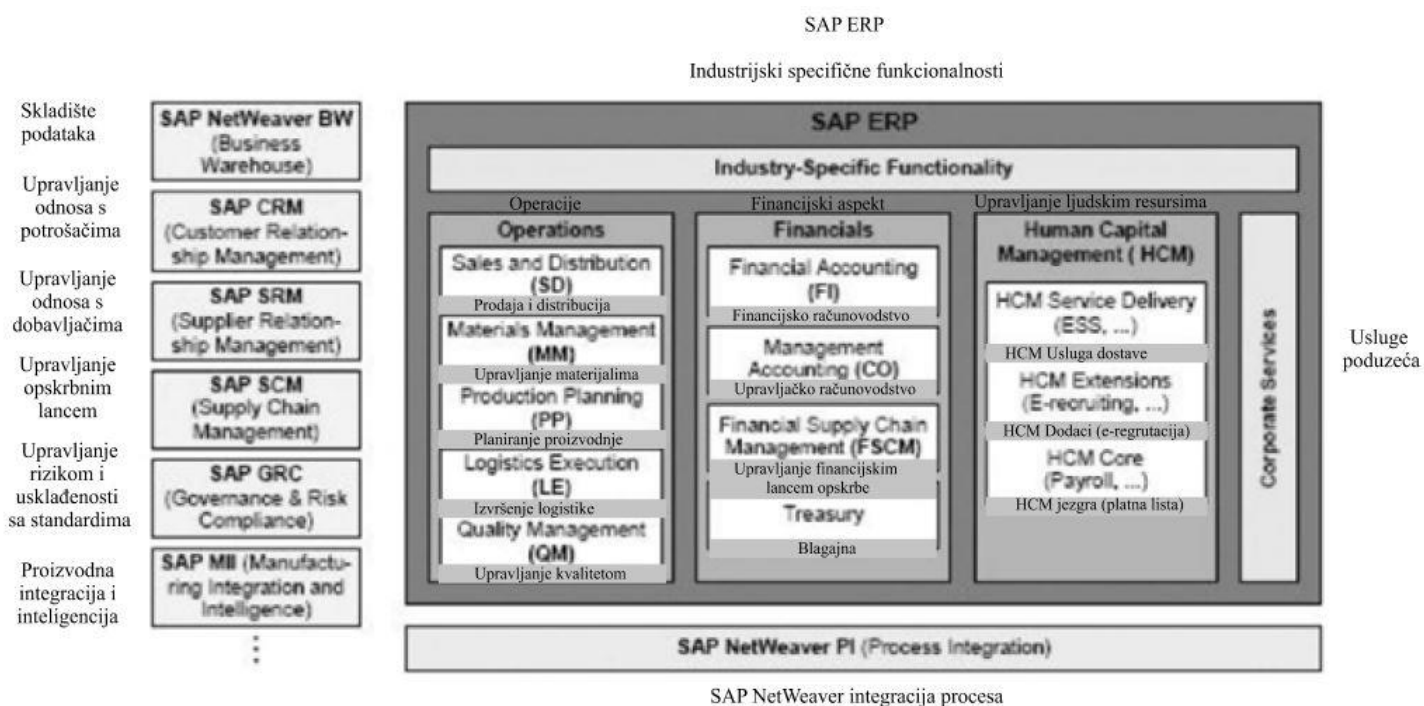 SAP ERP
Industrijski specifične funkcionalnosti
Skladište
podataka
Upravljanje
odnosa s
potrošačima
Upravljanje
odnosa s
dobavljačima
Upravljanje
opskrbnim
lancem
Upravljanje
rizikom i
usklađenosti
sa standardima
Proizvodna
integracija i
inteligencija
SAP NetWeaver BW
(Business
Warehouse)
SAP CRM
(Customer Relation-
ship Management)
SAP SRM
(Supplier Relation-
ship Management)
SAP SCM
(Supply Chain
Management)
SAP GRC
(Governance & Risk
Compliance)
SAP MII (Manufactu-
ring Integration and
Intelligence)
SAP ERP
Industry-Specific Functionality
Operacije
Operations
Sales and Distribution
(SD)
Prodaja i distribucija
Materials Management
(MM)
Upravljanje materijalima
Production Planning
(PP)
Planiranje proizvodnje
Logistics Execution
(LE)
Izvršenje logistike
Quality Management
(QM)
Upravljanje kvalitetom
Financijski aspekt
Financials
Financial Accounting
(FI)
Financijsko računovodstvo
Management
Accounting (CO)
Upravljačko računovodstvo
Financial Supply Chain
Management (FSCM)
Upravljanje financijskim
lancem opskrbe
Treasury
Blagajna
Upravljanje ljudskim resursima
Human Capital
Management ( HCM)
HCM Service Delivery
(ESS, ...)
HCM Usluga dostave
HCM Extensions
(E-recruiting, ...)
HCM Dodaci (e-regrutacija)
HCM Core
(Payroll, ...)
HCM jezgra (platna lista)
Corporate Services
Usluge
poduzeća
SAP NetWeaver PI (Process Integration)
SAP NetWeaver integracija procesa